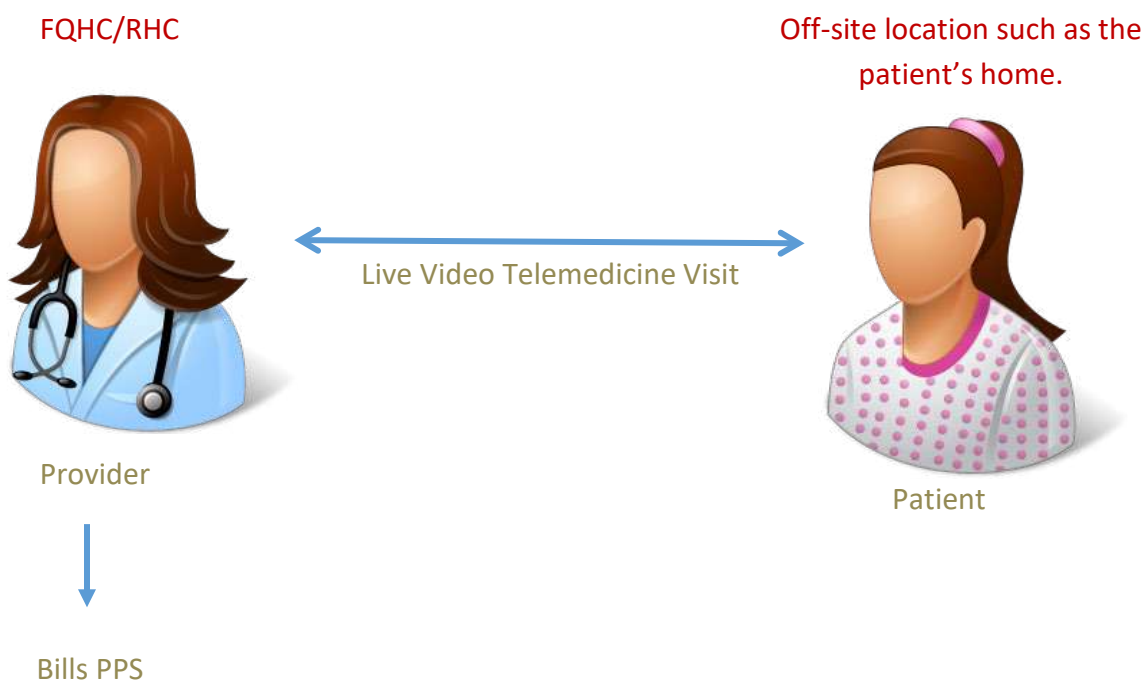 FQHC/RHC
Off-site location such as the
patient’s home.
Live Video Telemedicine Visit
Provider
Patient
Bills PPS